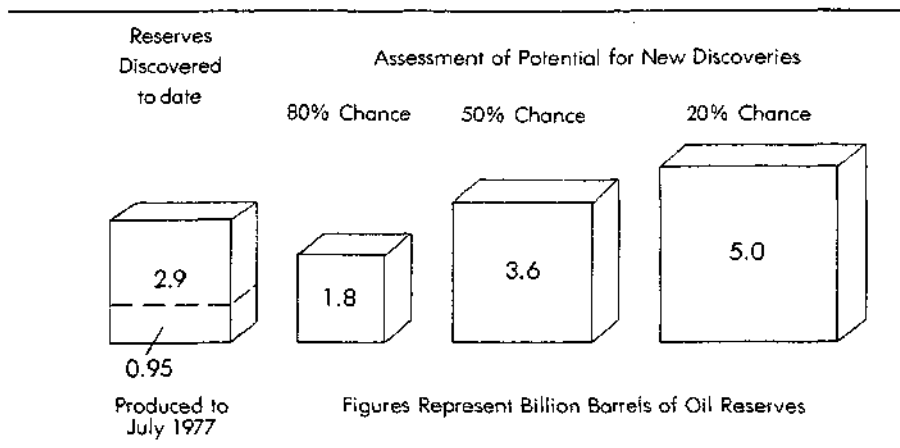 Reserves
Discovered
to date
Assessment of Potential for New Discoveries
80% Chance
50% Chance
20% Chance
2.9
1.8
3.6
5.0
0.95
Produced to
July 1977
Figures Represent Billion Barrels of Oil Reserves